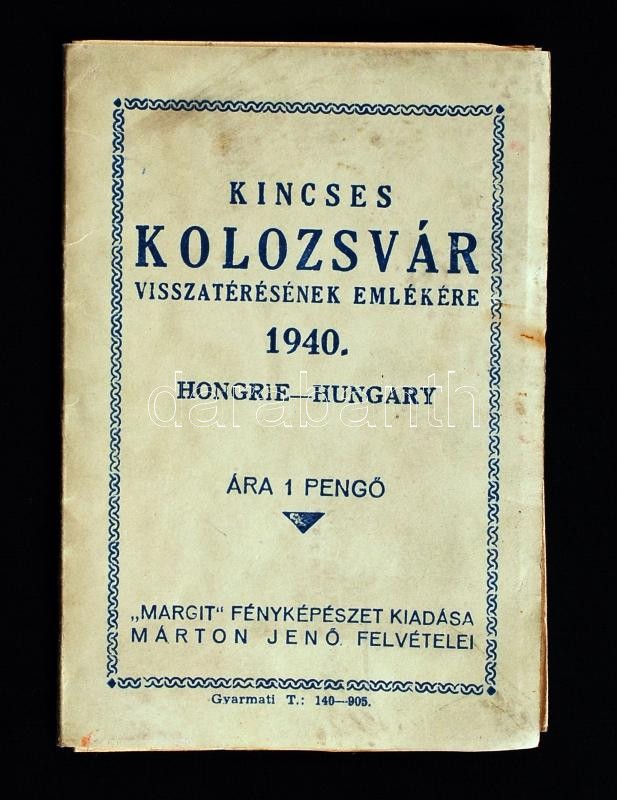 KINCSES
KOLOZSVÁR
VISSZATÉRÉSÉNEK EMLÉKÉRE
1940.
HONGRIE—HUNGARY
darabanth
ÁRA 1 PENGŐ
„MARGIT“ FÉNYKÉPÉSZET KIADÁSA
MÁRTON JENŐ FELVÉTELEI
Gyarmati T.: 140—905.